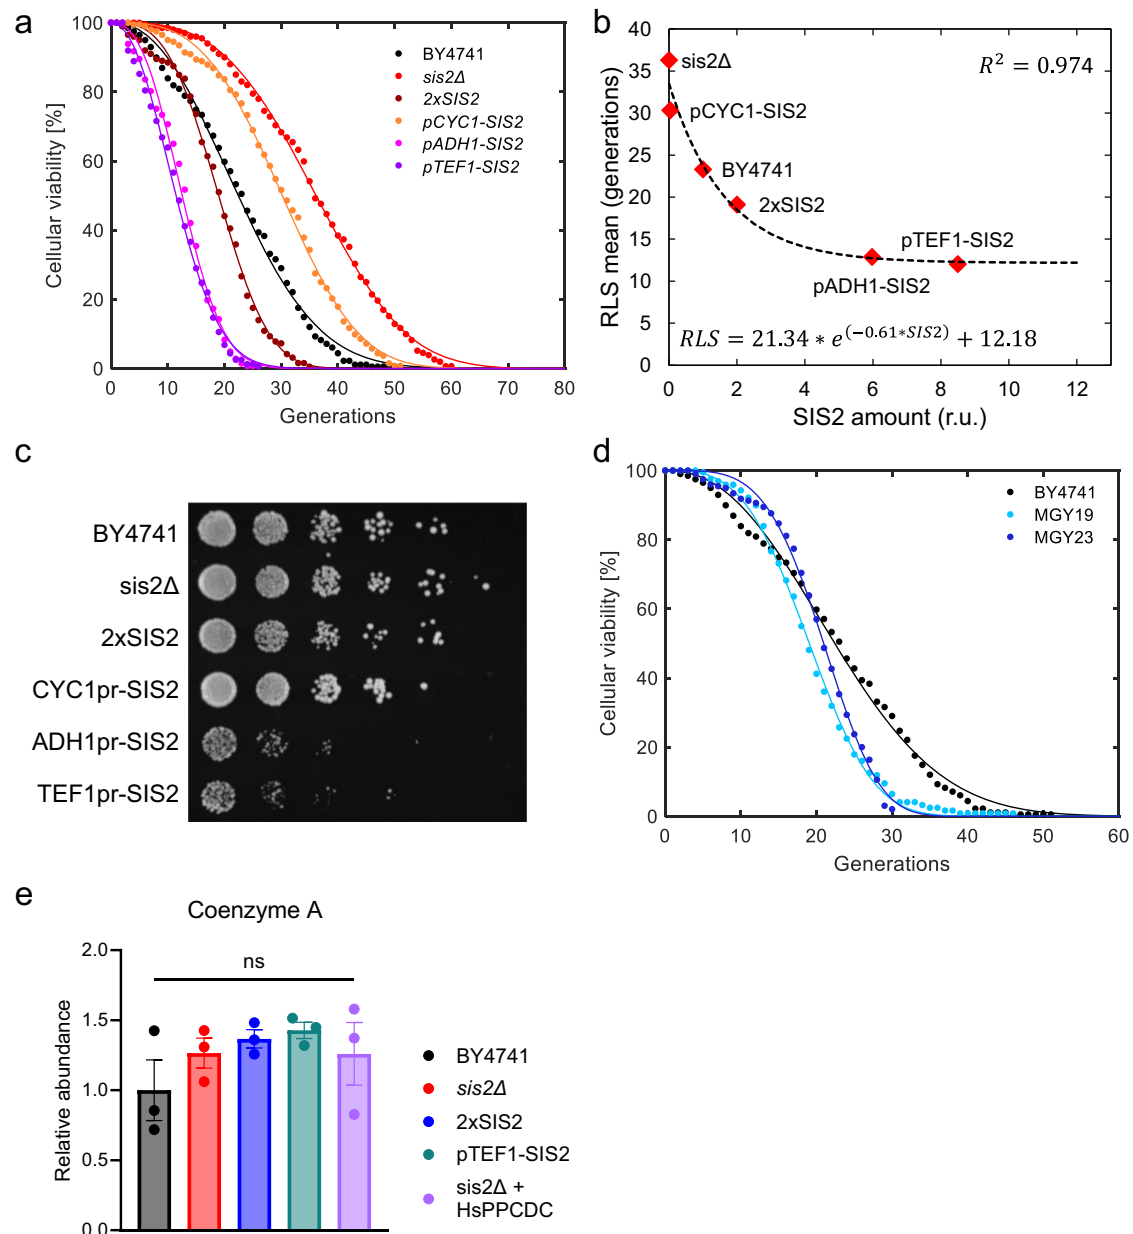 a
100
80
60
40
20
0
Cellular viability [%]
0 10 20 30 40 50 60 70 80
Generations
BY4741
sis2Δ
2xSIS2
pCYC1-SIS2
pADH1-SIS2
pTEF1-SIS2
b
40
35
30
25
20
15
10
5
0
RLS mean (generations)
sis2Δ
R² = 0.974
pCYC1-SIS2
BY4741
2xSIS2
pTEF1-SIS2
pADH1-SIS2
RLS = 21.34 * e^(−0.61*SIS2) + 12.18
0 2 4 6 8 10 12
SIS2 amount (r.u.)
c
BY4741
sis2Δ
2xSIS2
CYC1pr-SIS2
ADH1pr-SIS2
TEF1pr-SIS2
d
100
80
60
40
20
0
Cellular viability [%]
BY4741
MGY19
MGY23
0 10 20 30 40 50 60
Generations
e
Coenzyme A
2.0
1.5
1.0
0.5
0.0
Relative abundance
ns
BY4741
sis2Δ
2xSIS2
pTEF1-SIS2
sis2Δ +
HsPPCDC